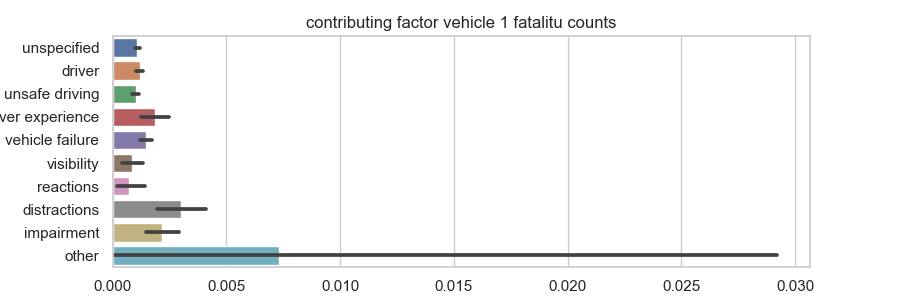 contributing factor vehicle 1 fatalitu counts
unspecified
driver
unsafe driving
ver experience
vehicle failure
visibility
reactions
distractions
impairment
other
0.000 0.005 0.010 0.015 0.020 0.025 0.030